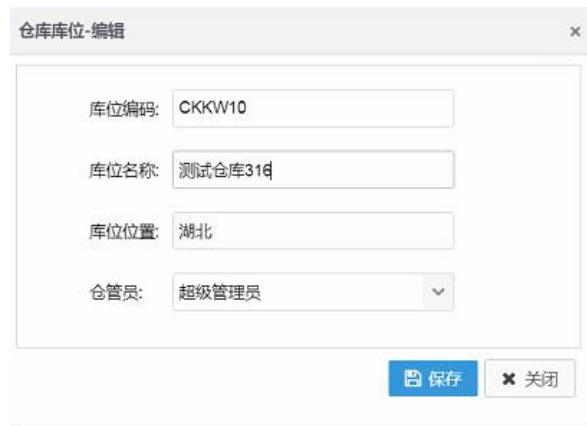 仓库库位-编辑
库位编码: CKKW10
库位名称: 测试仓库316
库位位置: 湖北
仓管员: 超级管理员
保存 关闭